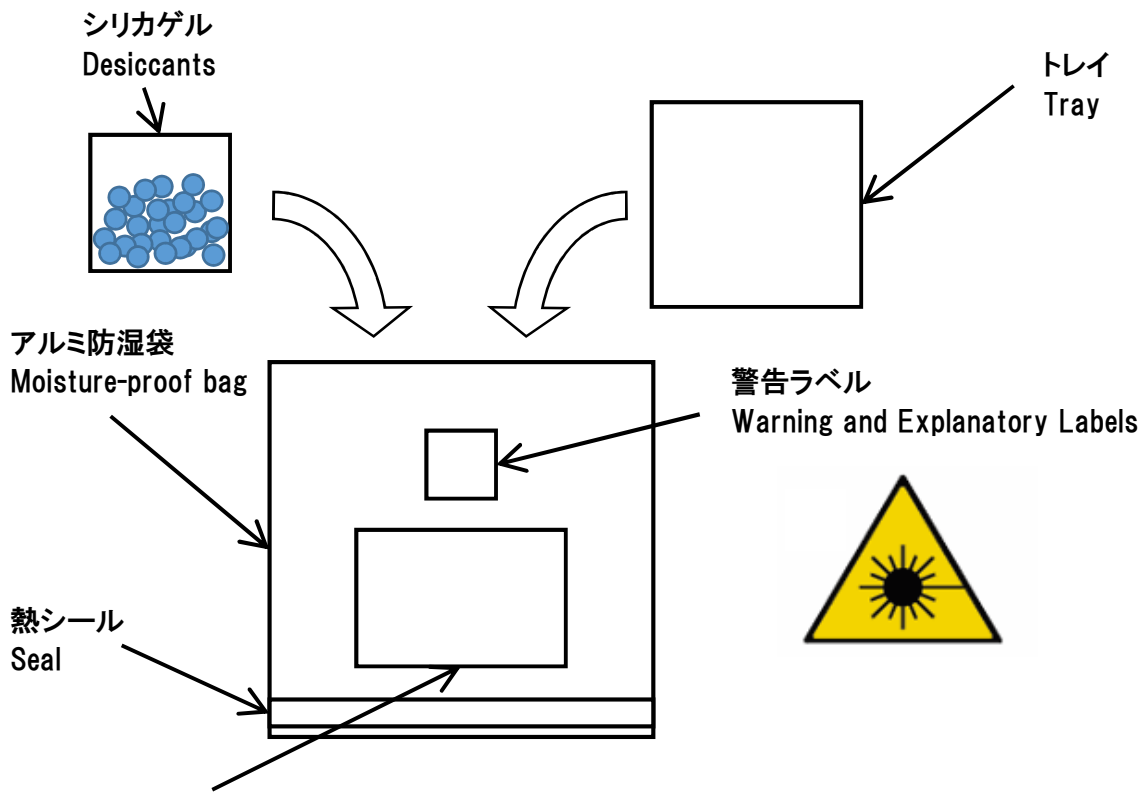 シリカゲル
Desiccants
トレイ
Tray
アルミ防湿袋
Moisture-proof bag
警告ラベル
Warning and Explanatory Labels
熱シール
Seal